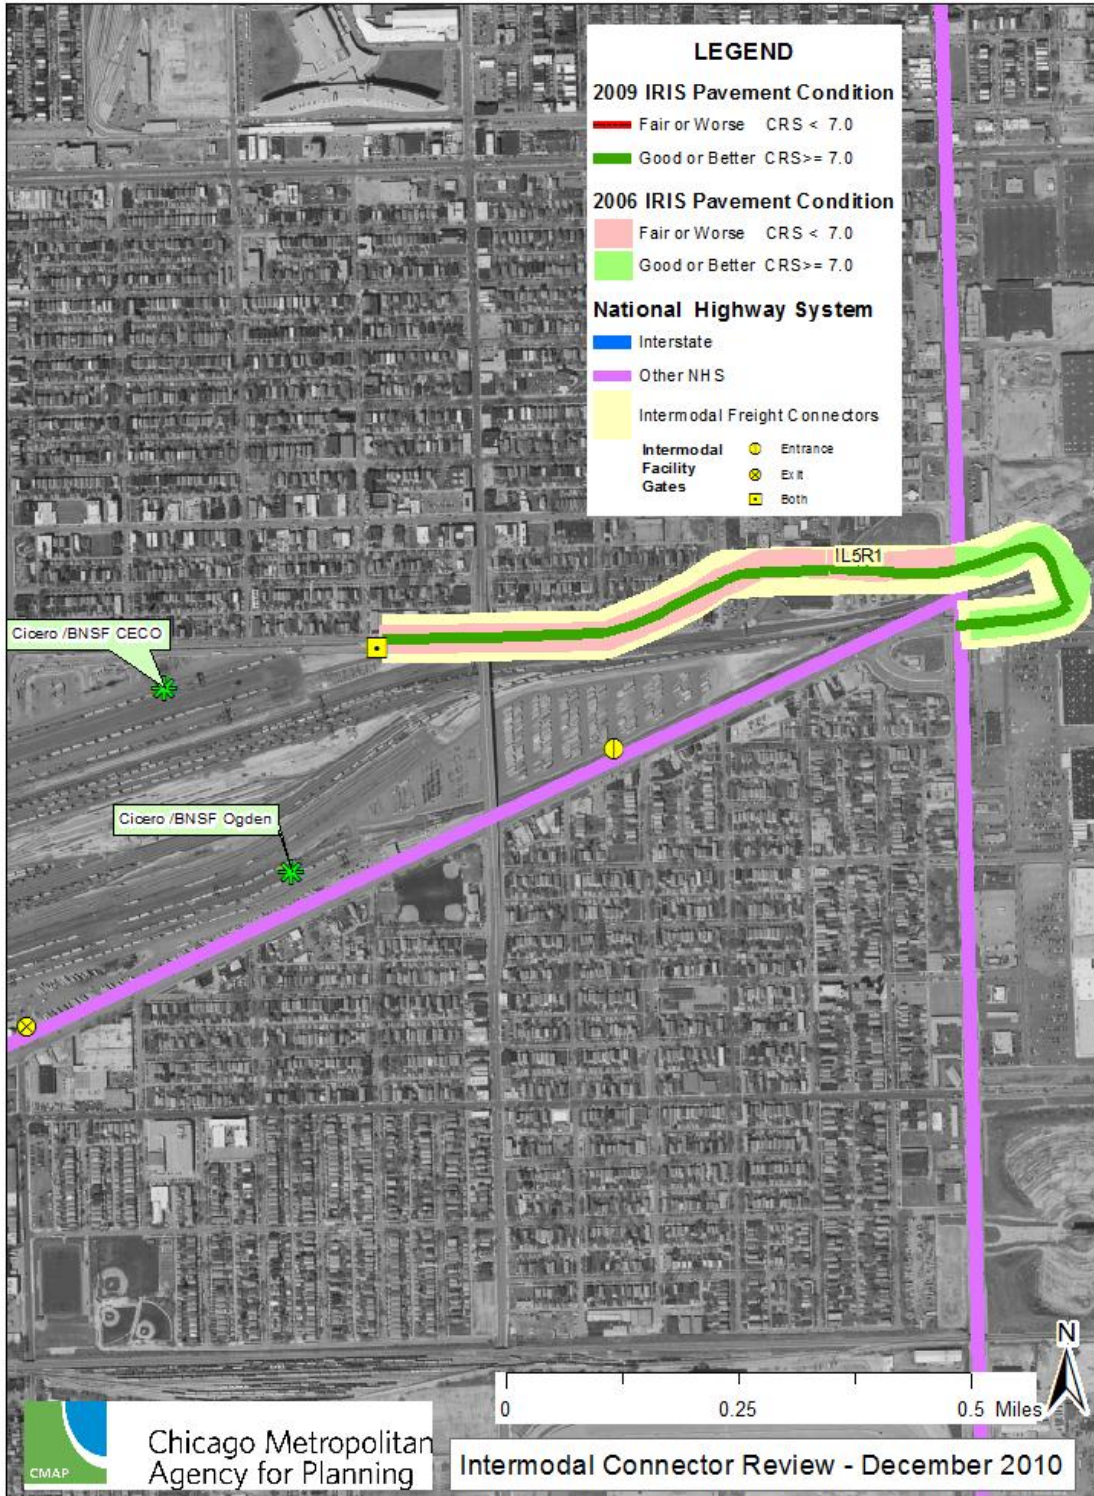 LEGEND
2009 IRIS Pavement Condition
Fair or Worse CRS < 7.0
Good or Better CRS>= 7.0
2006 IRIS Pavement Condition
Fair or Worse CRS < 7.0
Good or Better CRS>= 7.0
National Highway System
Interstate
Other NHS
Intermodal Freight Connectors
Intermodal
Facility
Gates
Entrance
Exit
Both
IL5R1
Cicero /BNSF CECO
Cicero /BNSF Ogden
N
0 0.25 0.5 Miles
CMAP
Chicago Metropolitan
Agency for Planning
Intermodal Connector Review - December 2010